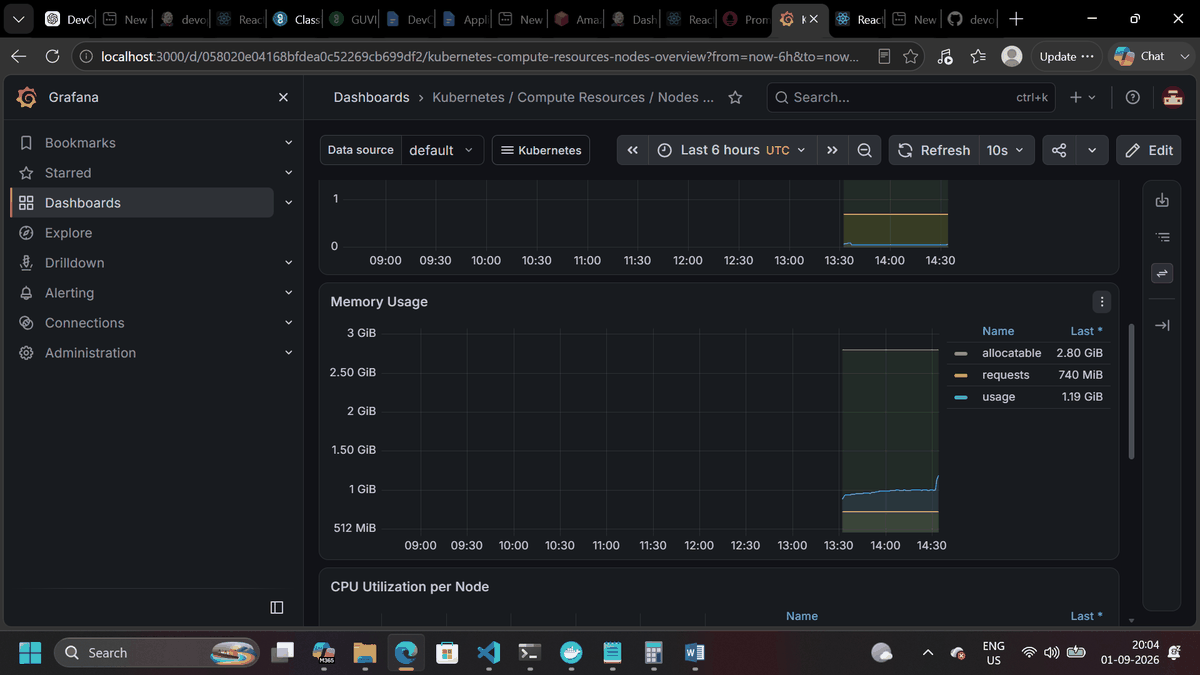 DevC
New
devo
React
Class
GUVI
DevC
Appl
New
Ama
Dash
React
Pron
K
React
New
devo
localhost:3000/d/058020e04168bfdea0c52269cb699df2/kubernetes-compute-resources-nodes-overview?from=now-6h&to=now...
Update
Chat
Grafana
Dashboards › Kubernetes / Compute Resources / Nodes ...
Search...
ctrl+k
Bookmarks
Starred
Dashboards
Explore
Drilldown
Alerting
Connections
Administration
Data source default
Kubernetes
Last 6 hours UTC
Refresh 10s
Edit
1
0
09:00 09:30 10:00 10:30 11:00 11:30 12:00 12:30 13:00 13:30 14:00 14:30
Memory Usage
3 GiB
2.50 GiB
2 GiB
1.50 GiB
1 GiB
512 MiB
09:00 09:30 10:00 10:30 11:00 11:30 12:00 12:30 13:00 13:30 14:00 14:30
Name Last *
allocatable 2.80 GiB
requests 740 MiB
usage 1.19 GiB
CPU Utilization per Node
Name Last *
Search
M365
ENG
US
20:04
01-09-2026